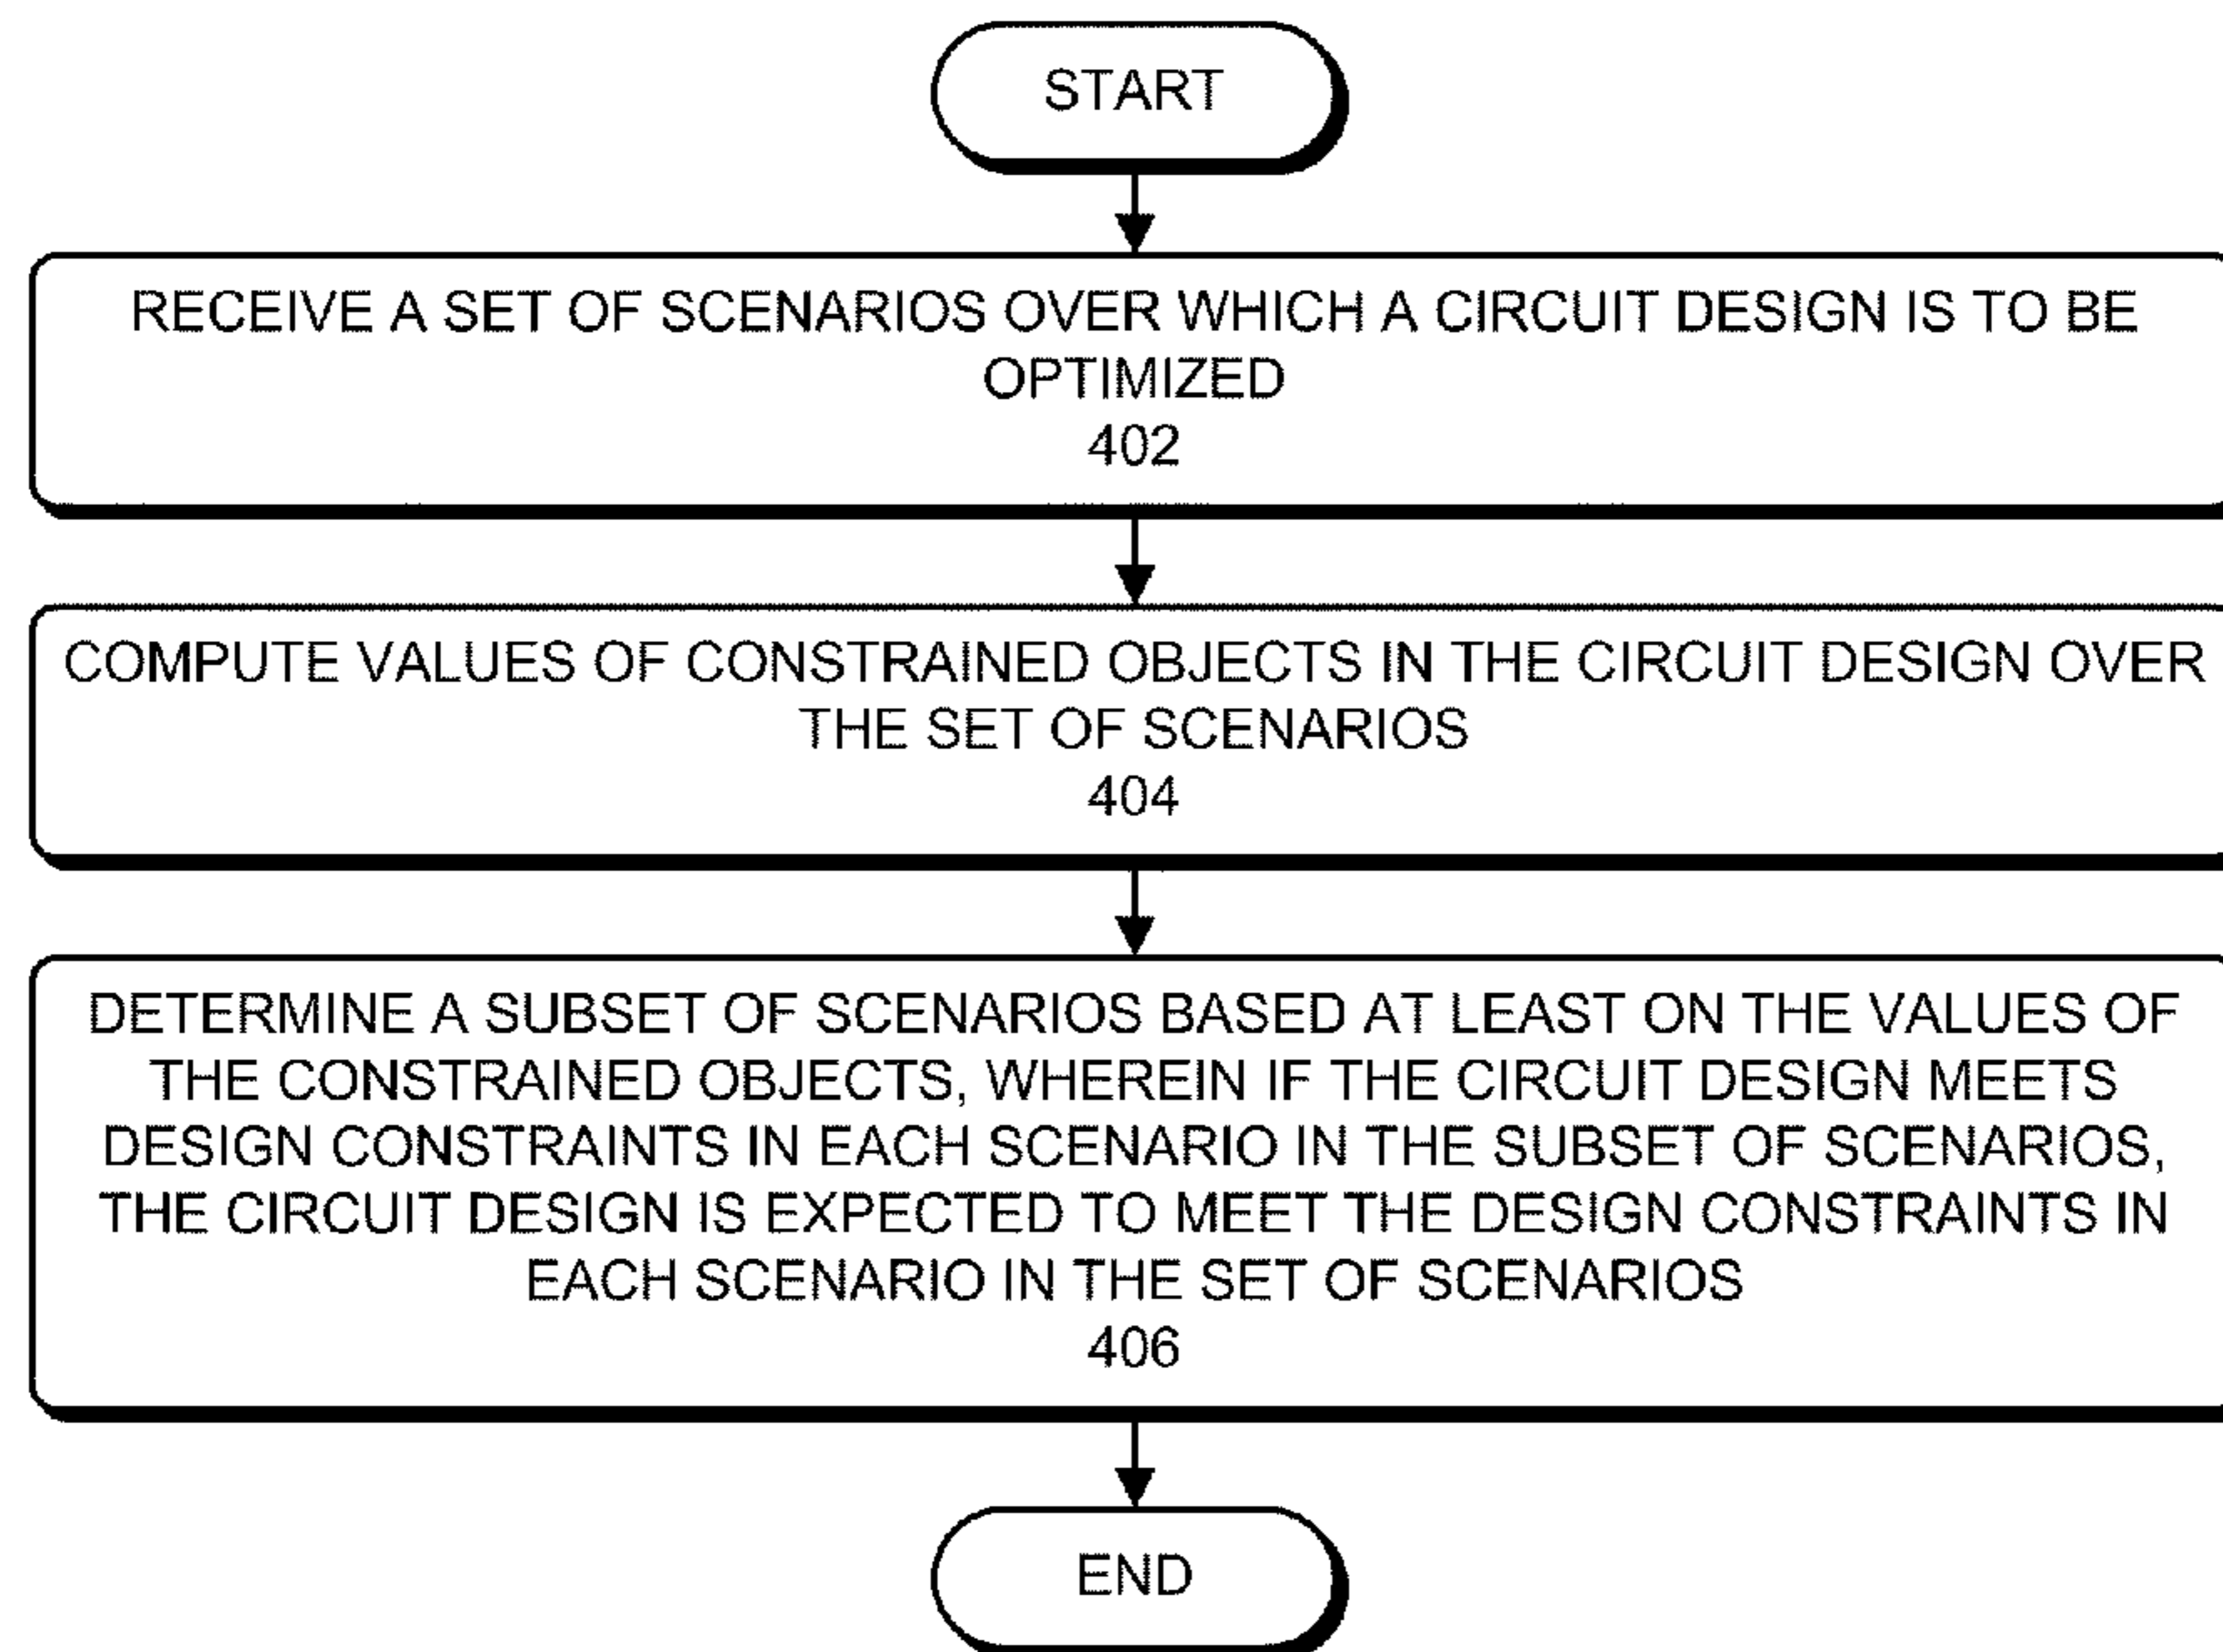 START
RECEIVE A SET OF SCENARIOS OVER WHICH A CIRCUIT DESIGN IS TO BE
OPTIMIZED
402
COMPUTE VALUES OF CONSTRAINED OBJECTS IN THE CIRCUIT DESIGN OVER
THE SET OF SCENARIOS
404
DETERMINE A SUBSET OF SCENARIOS BASED AT LEAST ON THE VALUES OF
THE CONSTRAINED OBJECTS, WHEREIN IF THE CIRCUIT DESIGN MEETS
DESIGN CONSTRAINTS IN EACH SCENARIO IN THE SUBSET OF SCENARIOS,
THE CIRCUIT DESIGN IS EXPECTED TO MEET THE DESIGN CONSTRAINTS IN
EACH SCENARIO IN THE SET OF SCENARIOS
406
END